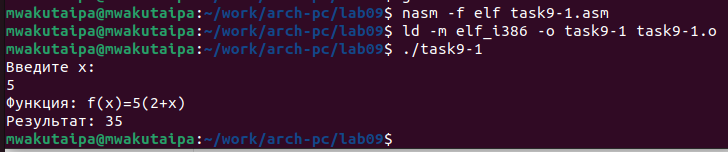 mwakutaipa@mwakutaipa:~/work/arch-pc/lab09$ nasm -f elf task9-1.asm
mwakutaipa@mwakutaipa:~/work/arch-pc/lab09$ ld -m elf_i386 -o task9-1 task9-1.o
mwakutaipa@mwakutaipa:~/work/arch-pc/lab09$ ./task9-1
Введите x:
5
Функция: f(x)=5(2+x)
Результат: 35
mwakutaipa@mwakutaipa:~/work/arch-pc/lab09$